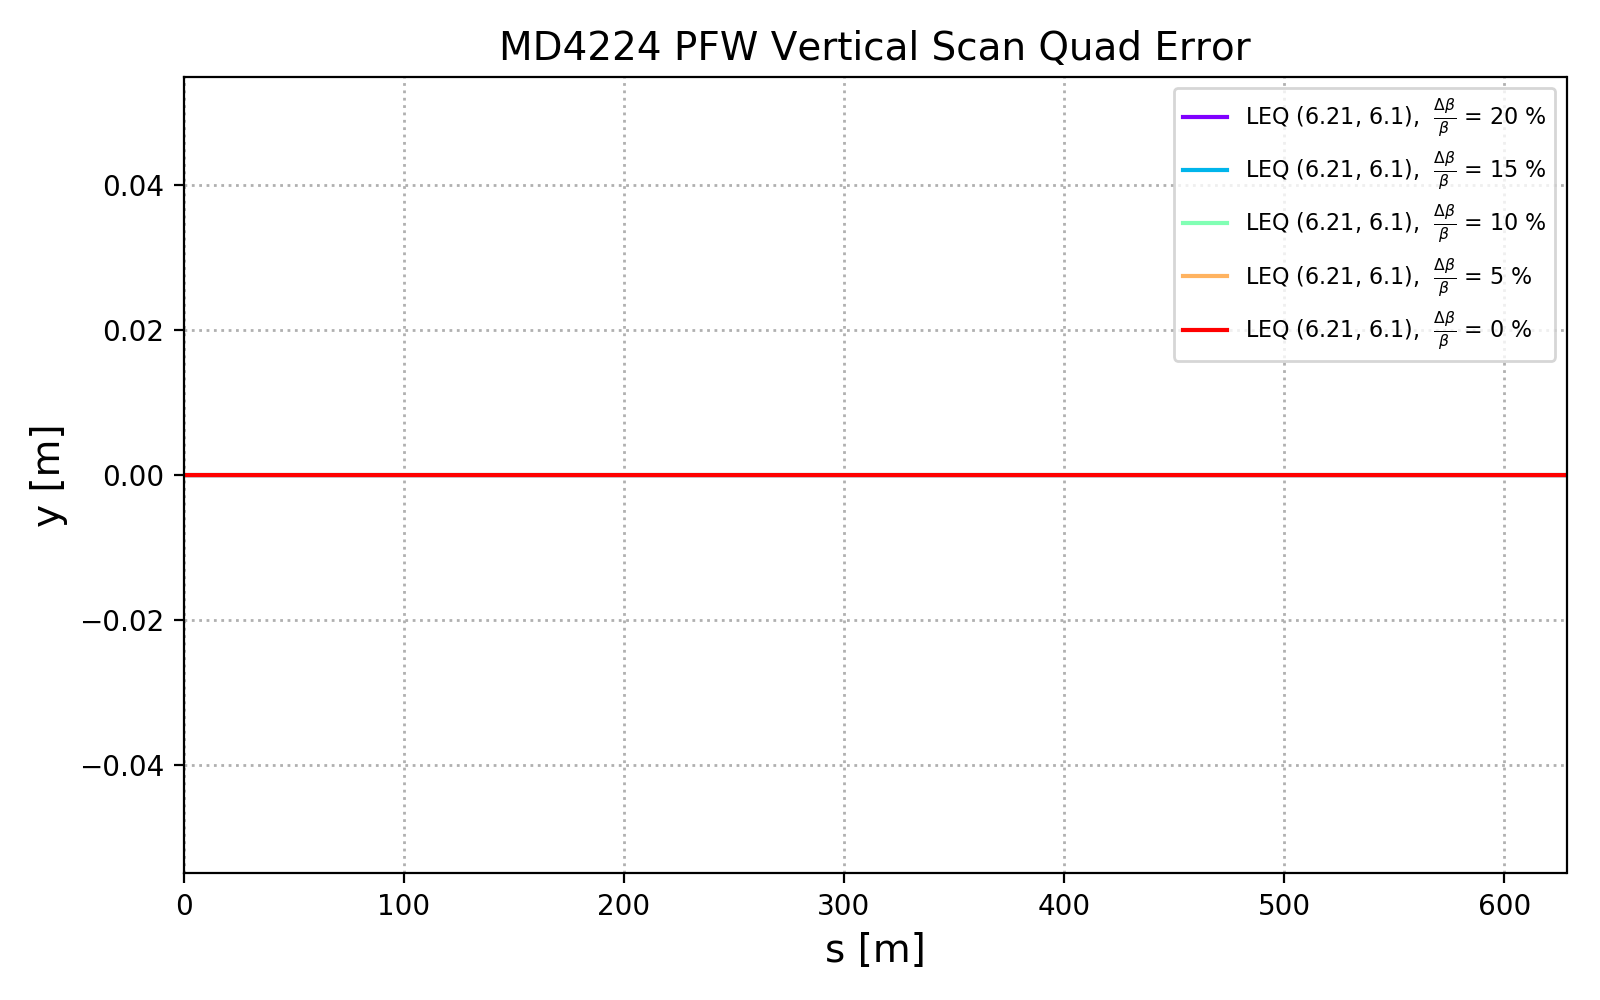 MD4224 PFW Vertical Scan Quad Error
LEQ (6.21, 6.1), Δβ/β = 20 %
LEQ (6.21, 6.1), Δβ/β = 15 %
LEQ (6.21, 6.1), Δβ/β = 10 %
LEQ (6.21, 6.1), Δβ/β = 5 %
LEQ (6.21, 6.1), Δβ/β = 0 %
y [m]
0.04
0.02
0.00
−0.02
−0.04
0 100 200 300 400 500 600
s [m]